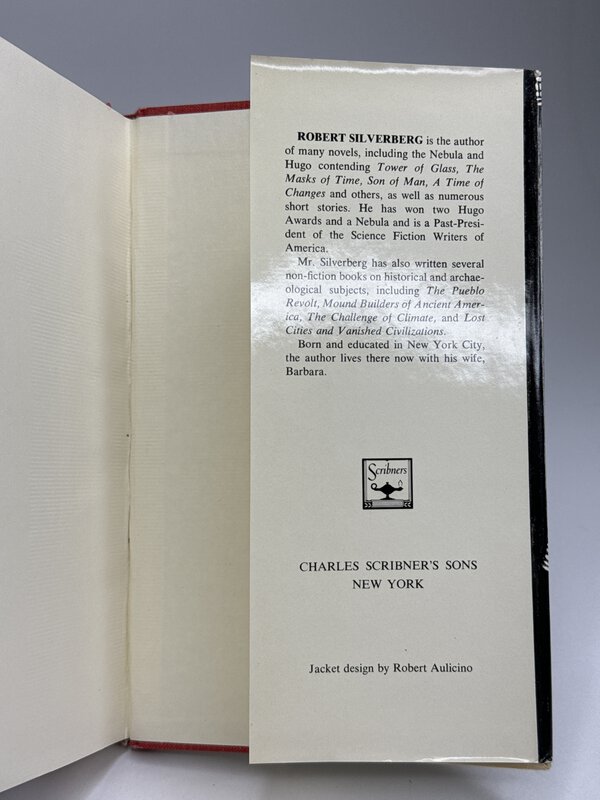 ROBERT SILVERBERG is the author
of many novels, including the Nebula and
Hugo contending Tower of Glass, The
Masks of Time, Son of Man, A Time of
Changes and others, as well as numerous
short stories. He has won two Hugo
Awards and a Nebula and is a Past-Presi-
dent of the Science Fiction Writers of
America.
Mr. Silverberg has also written several
non-fiction books on historical and archae-
ological subjects, including The Pueblo
Revolt, Mound Builders of Ancient Amer-
ica, The Challenge of Climate, and Lost
Cities and Vanished Civilizations.
Born and educated in New York City,
the author lives there now with his wife,
Barbara.
Scribners
CHARLES SCRIBNER'S SONS
NEW YORK
Jacket design by Robert Aulicino